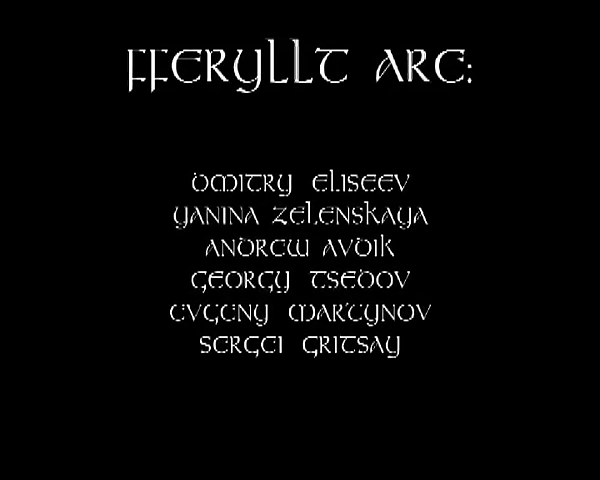 FFERYLLT ARE:
DMITRY ELISEEV
YANINA ZELENSKAYA
ANDREW AVDIK
GEORGY TSEDOV
EVGENY MARTYNOV
SERGEI GRITSAY